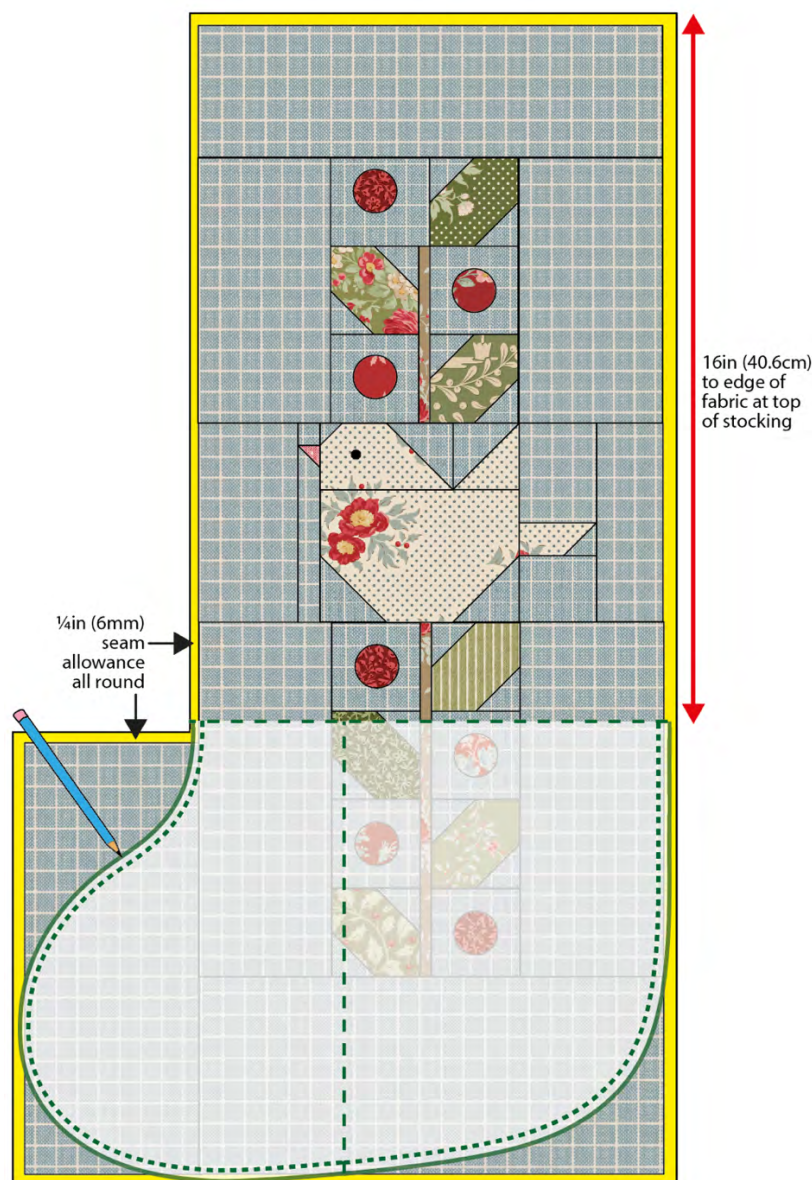 16in (40.6cm)
to edge of
fabric at top
of stocking
¼in (6mm)
seam
allowance
all round